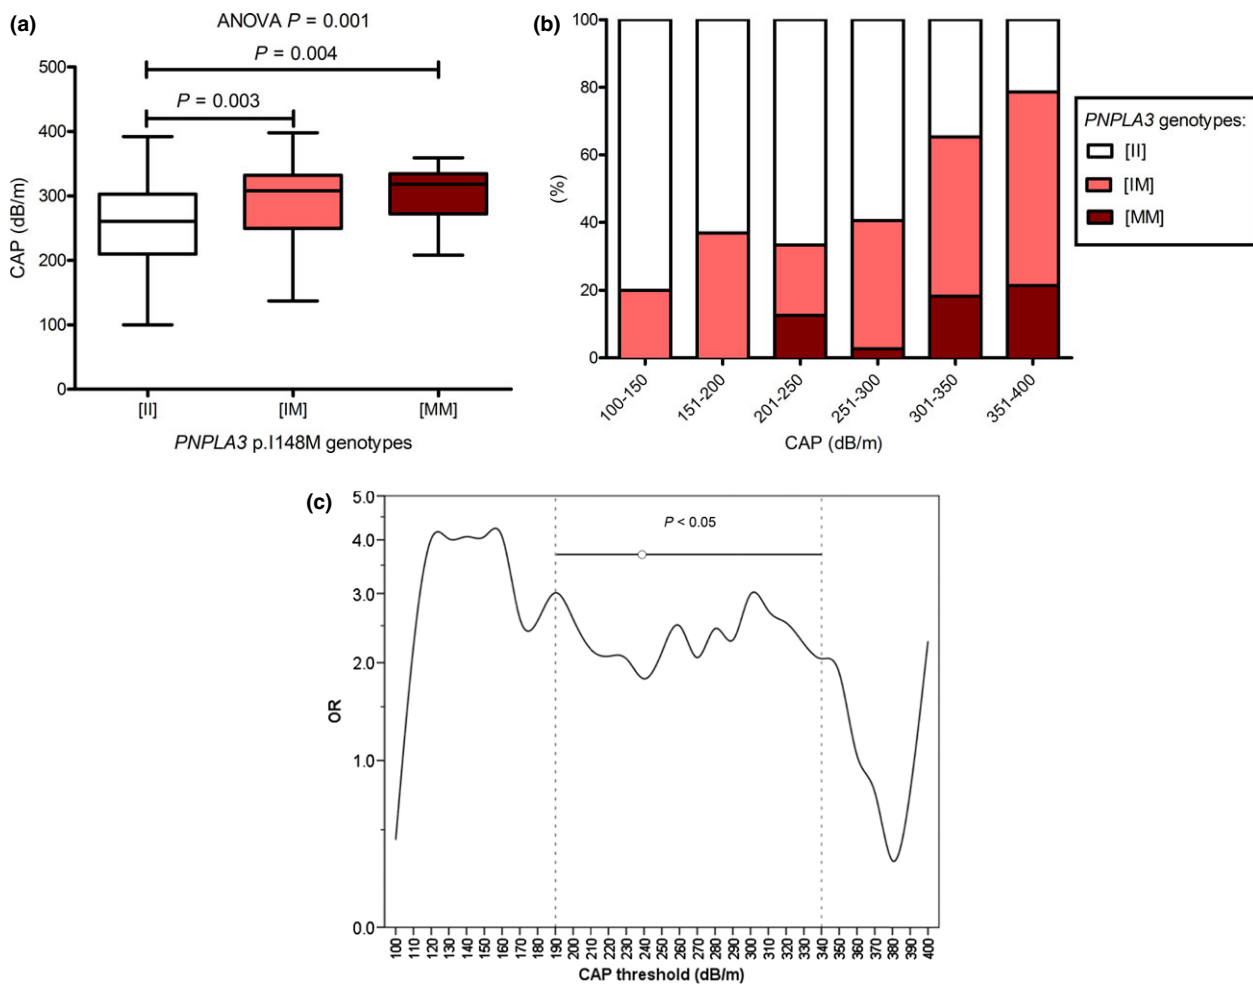 (a)
ANOVA P = 0.001
P = 0.004
P = 0.003
500
400
300
200
100
0
CAP (dB/m)
[II] [IM] [MM]
PNPLA3 p.I148M genotypes
(b)
100
80
60
40
20
0
(%)
100-150 151-200 201-250 251-300 301-350 351-400
CAP (dB/m)
PNPLA3 genotypes:
[II]
[IM]
[MM]
(c)
5.0
4.0
3.0
2.0
1.0
0.0
OR
P < 0.05
100 110 120 130 140 150 160 170 180 190 200 210 220 230 240 250 260 270 280 290 300 310 320 330 340 350 360 370 380 390 400
CAP threshold (dB/m)